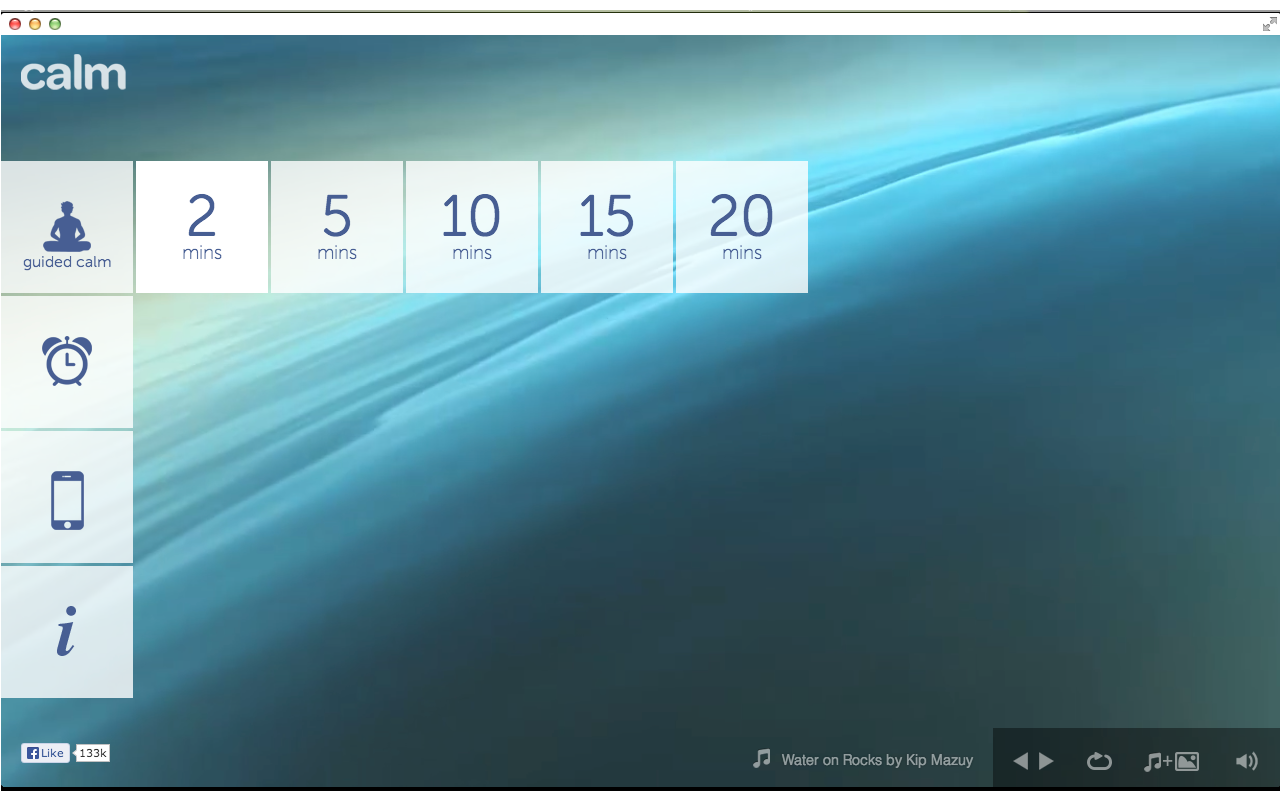 calm
guided calm
2
mins
5
mins
10
mins
15
mins
20
mins
i
Like
133k
Water on Rocks by Kip Mazuy
+